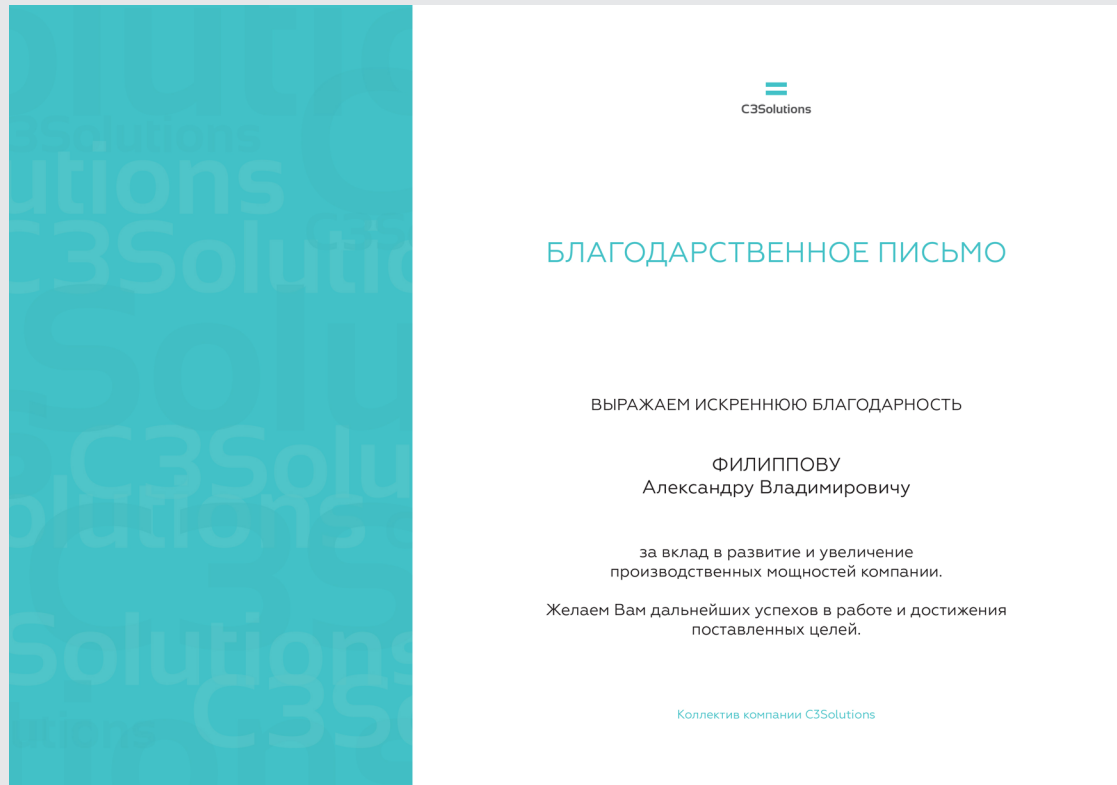 C3Solutions
БЛАГОДАРСТВЕННОЕ ПИСЬМО
ВЫРАЖАЕМ ИСКРЕННЮЮ БЛАГОДАРНОСТЬ
ФИЛИППОВУ
Александру Владимировичу
за вклад в развитие и увеличение
производственных мощностей компании.
Желаем Вам дальнейших успехов в работе и достижения
поставленных целей.
Коллектив компании C3Solutions